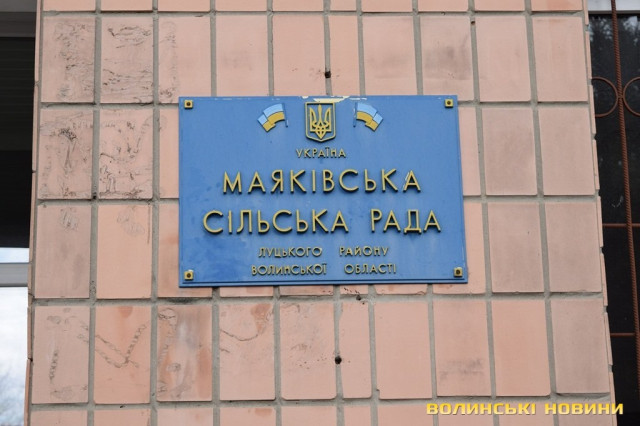 УКРАЇНА
МАЯКІВСЬКА
СІЛЬСЬКА РАДА
ЛУЦЬКОГО РАЙОНУ
ВОЛИНСЬКОЇ ОБЛАСТІ
ВОЛИНСЬКІ НОВИНИ